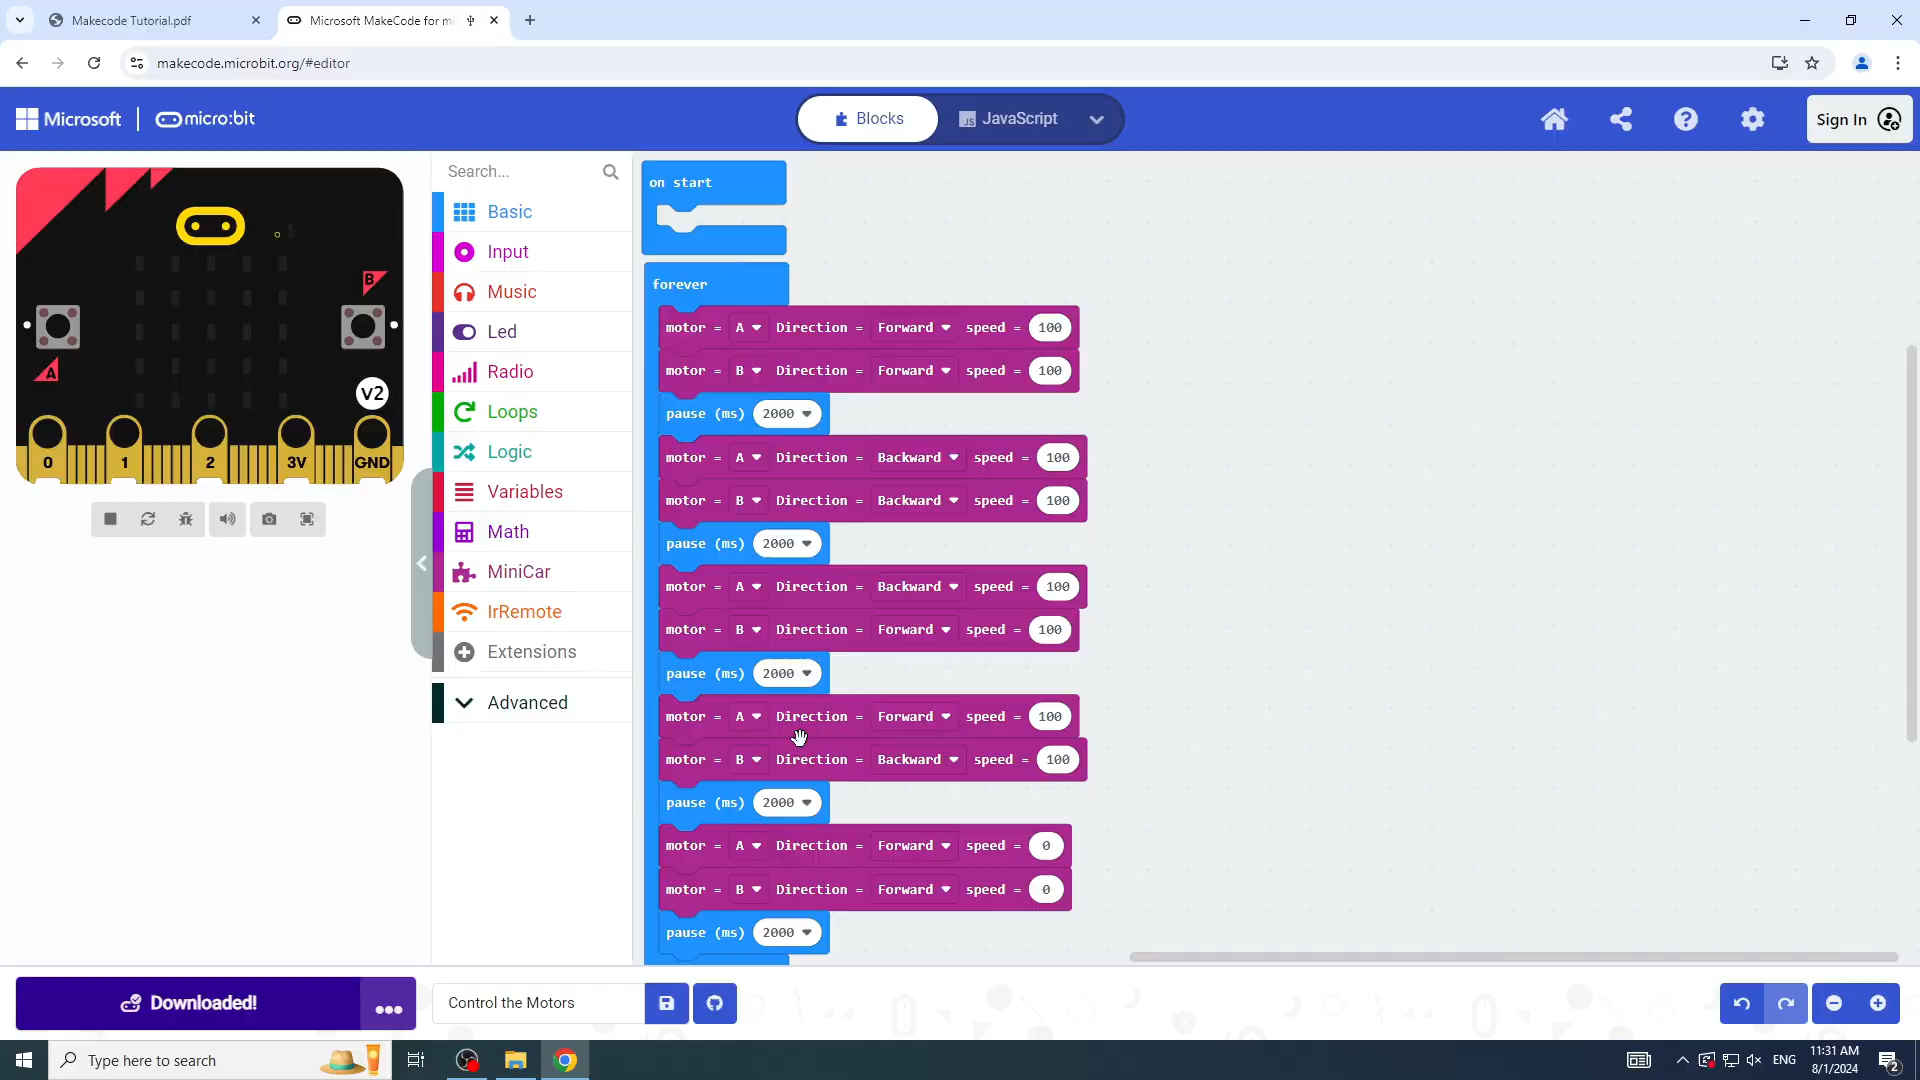 Makecode Tutorial.pdf
Microsoft MakeCode for mi
makecode.microbit.org/#editor
Microsoft
micro:bit
Blocks
JS
JavaScript
Sign In
Search...
Basic
Input
Music
Led
Radio
Loops
Logic
Variables
Math
MiniCar
IrRemote
Extensions
Advanced
B
A
V2
0 1 2 3V GND
on start
forever
motor = A Direction = Forward speed = 100
motor = B Direction = Forward speed = 100
pause (ms) 2000
motor = A Direction = Backward speed = 100
motor = B Direction = Backward speed = 100
pause (ms) 2000
motor = A Direction = Backward speed = 100
motor = B Direction = Forward speed = 100
pause (ms) 2000
motor = A Direction = Forward speed = 100
motor = B Direction = Backward speed = 100
pause (ms) 2000
motor = A Direction = Forward speed = 0
motor = B Direction = Forward speed = 0
pause (ms) 2000
Downloaded!
Control the Motors
Type here to search
ENG
11:31 AM
8/1/2024
2